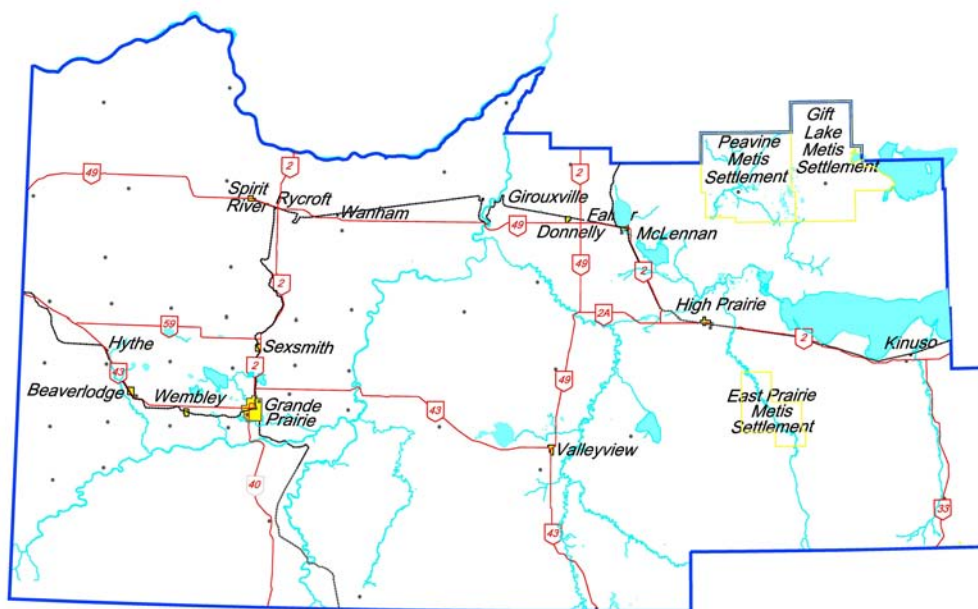 Gift
Lake
Metis
Settlement
Peavine
Metis
Settlement
2
2
49
Spirit
River
Rycroft
Wanham
Girouxville
49
Donnelly
McLennan
49
2
2
High Prairie
2A
59
Hythe
Sexsmith
2
Kinuso
43
2
49
Beaverlodge
Wembley
Grande
Prairie
43
East Prairie
Metis
Settlement
Valleyview
40
43
33